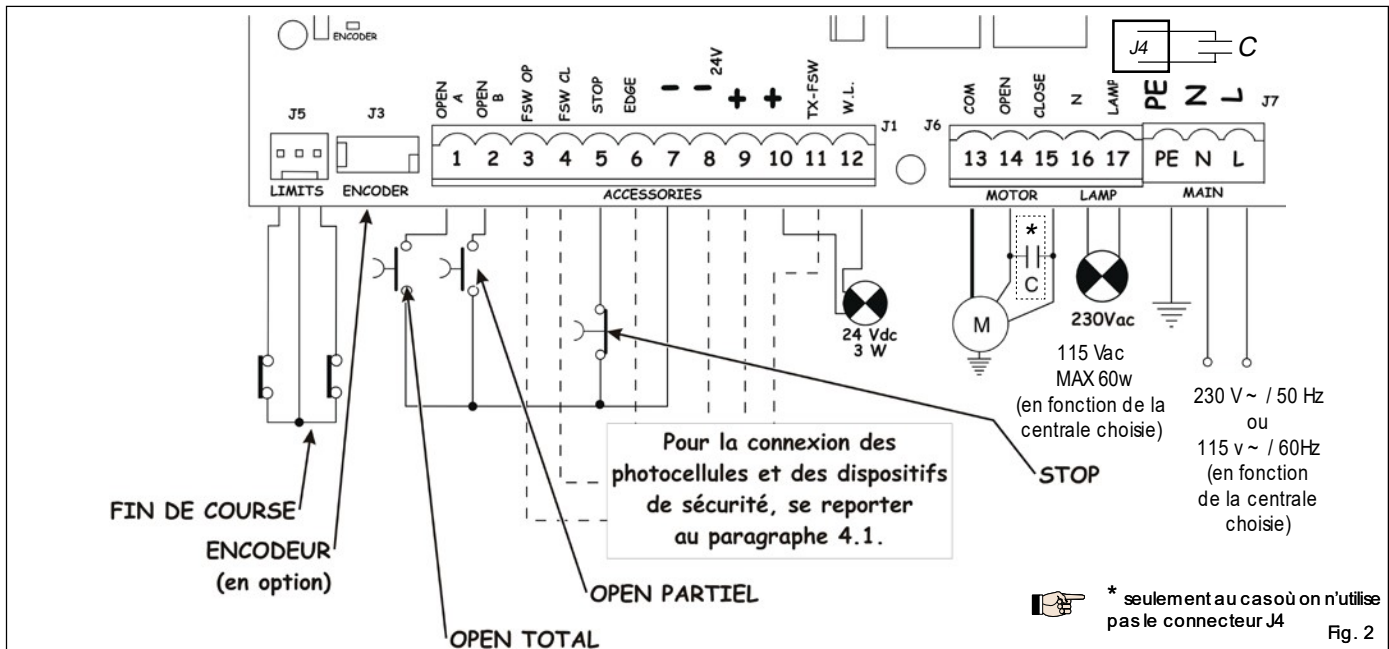 ENCODER
J4
C
OPEN A
OPEN B
FSW OP
FSW CL
STOP
EDGE
−
−
24V
+
+
TX-FSW
W.L.
COM
OPEN
CLOSE
N
LAMP
PE
N
L
J5
J3
J1
J6
J7
1 2 3 4 5 6 7 8 9 10 11 12
13 14 15 16 17 PE N L
LIMITS
ENCODER
ACCESSORIES
MOTOR
LAMP
MAIN
*
C
M
24 Vdc
3 W
230Vac
115 Vac
MAX 60w
(en fonction de la
centrale choisie)
230 V ~ / 50 Hz
ou
115 v ~ / 60Hz
(en fonction
de la centrale
choisie)
Pour la connexion des
photocellules et des dispositifs
de sécurité, se reporter
au paragraphe 4.1.
STOP
FIN DE COURSE
ENCODEUR
(en option)
OPEN PARTIEL
OPEN TOTAL
* seulement au cas où on n'utilise
pas le connecteur J4
Fig. 2